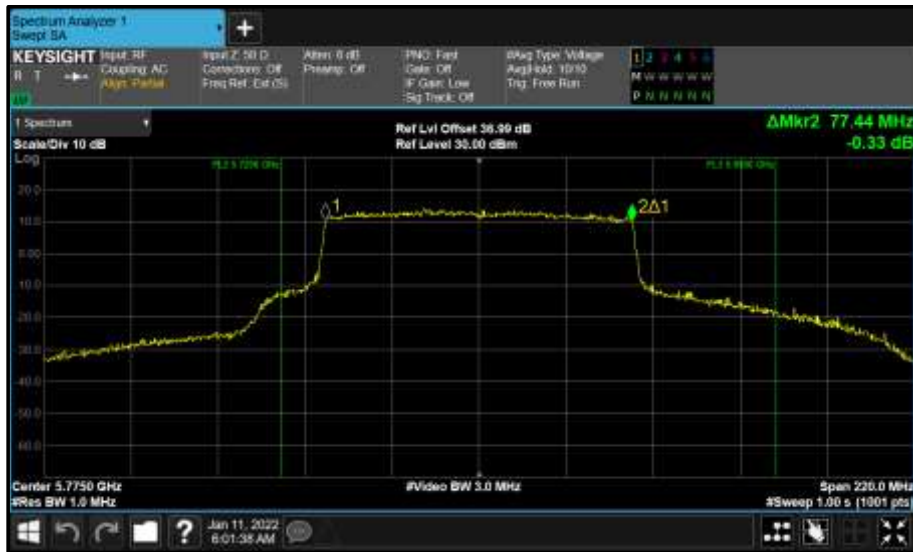 Spectrum Analyzer 1
Swept SA
+
KEYSIGHT
R T
Input: RF
Coupling: AC
Align: Partial
Input Z: 50 Ω
Corrections: Off
Freq Ref: Ext (S)
Atten: 6 dB
Preamp: Off
PNO: Fast
Gate: Off
IF Gain: Low
Sig Track: Off
#Avg Type: Voltage
Avg|Hold: 10/10
Trig: Free Run
1 2 3 4 5 6
M W W W W W
P N N N N N
1 Spectrum
Scale/Div 10 dB
Ref Lvl Offset 36.99 dB
Ref Level 30.00 dBm
ΔMkr2 77.44 MHz
-0.33 dB
Log
20.0
10.0
0.00
-10.0
-20.0
-30.0
-40.0
-50.0
-60.0
1
2Δ1
Center 5.7750 GHz
#Res BW 1.0 MHz
#Video BW 3.0 MHz
Span 220.0 MHz
#Sweep 1.00 s (1001 pts)
?
Jan 11, 2022
6:01:38 AM